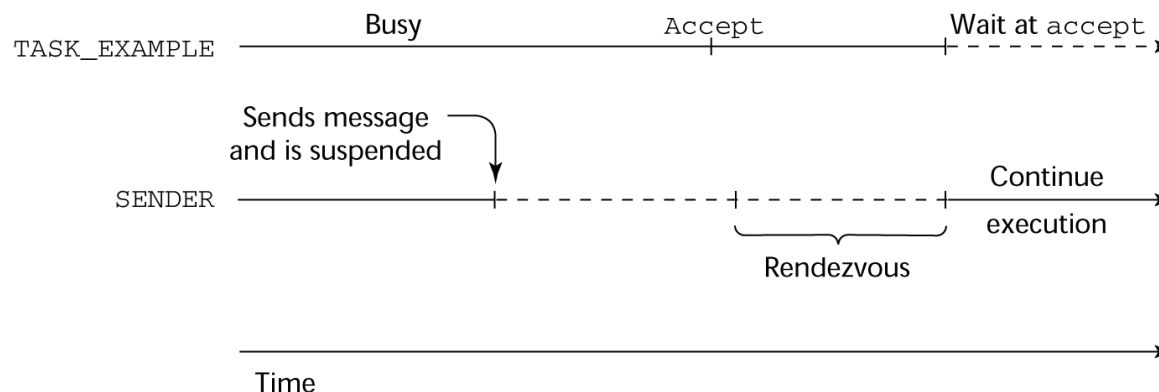 Busy
Accept
Wait at accept
TASK_EXAMPLE
Sends message
and is suspended
SENDER
Continue
execution
Rendezvous
Time